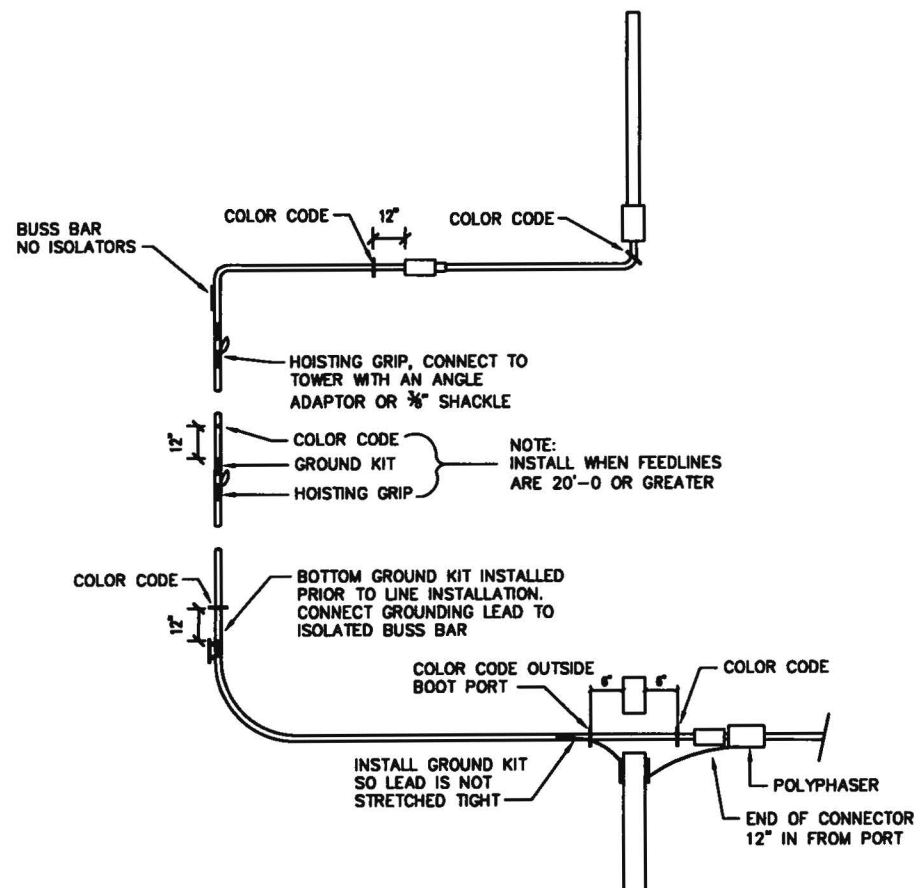 COLOR CODE
12"
COLOR CODE
BUSS BAR
NO ISOLATORS
HOISTING GRIP, CONNECT TO
TOWER WITH AN ANGLE
ADAPTOR OR ⅜" SHACKLE
12"
COLOR CODE
GROUND KIT
HOISTING GRIP
NOTE:
INSTALL WHEN FEEDLINES
ARE 20'-0 OR GREATER
COLOR CODE
12"
BOTTOM GROUND KIT INSTALLED
PRIOR TO LINE INSTALLATION.
CONNECT GROUNDING LEAD TO
ISOLATED BUSS BAR
COLOR CODE OUTSIDE
BOOT PORT
6"
6"
COLOR CODE
INSTALL GROUND KIT
SO LEAD IS NOT
STRETCHED TIGHT
POLYPHASER
END OF CONNECTOR
12" IN FROM PORT